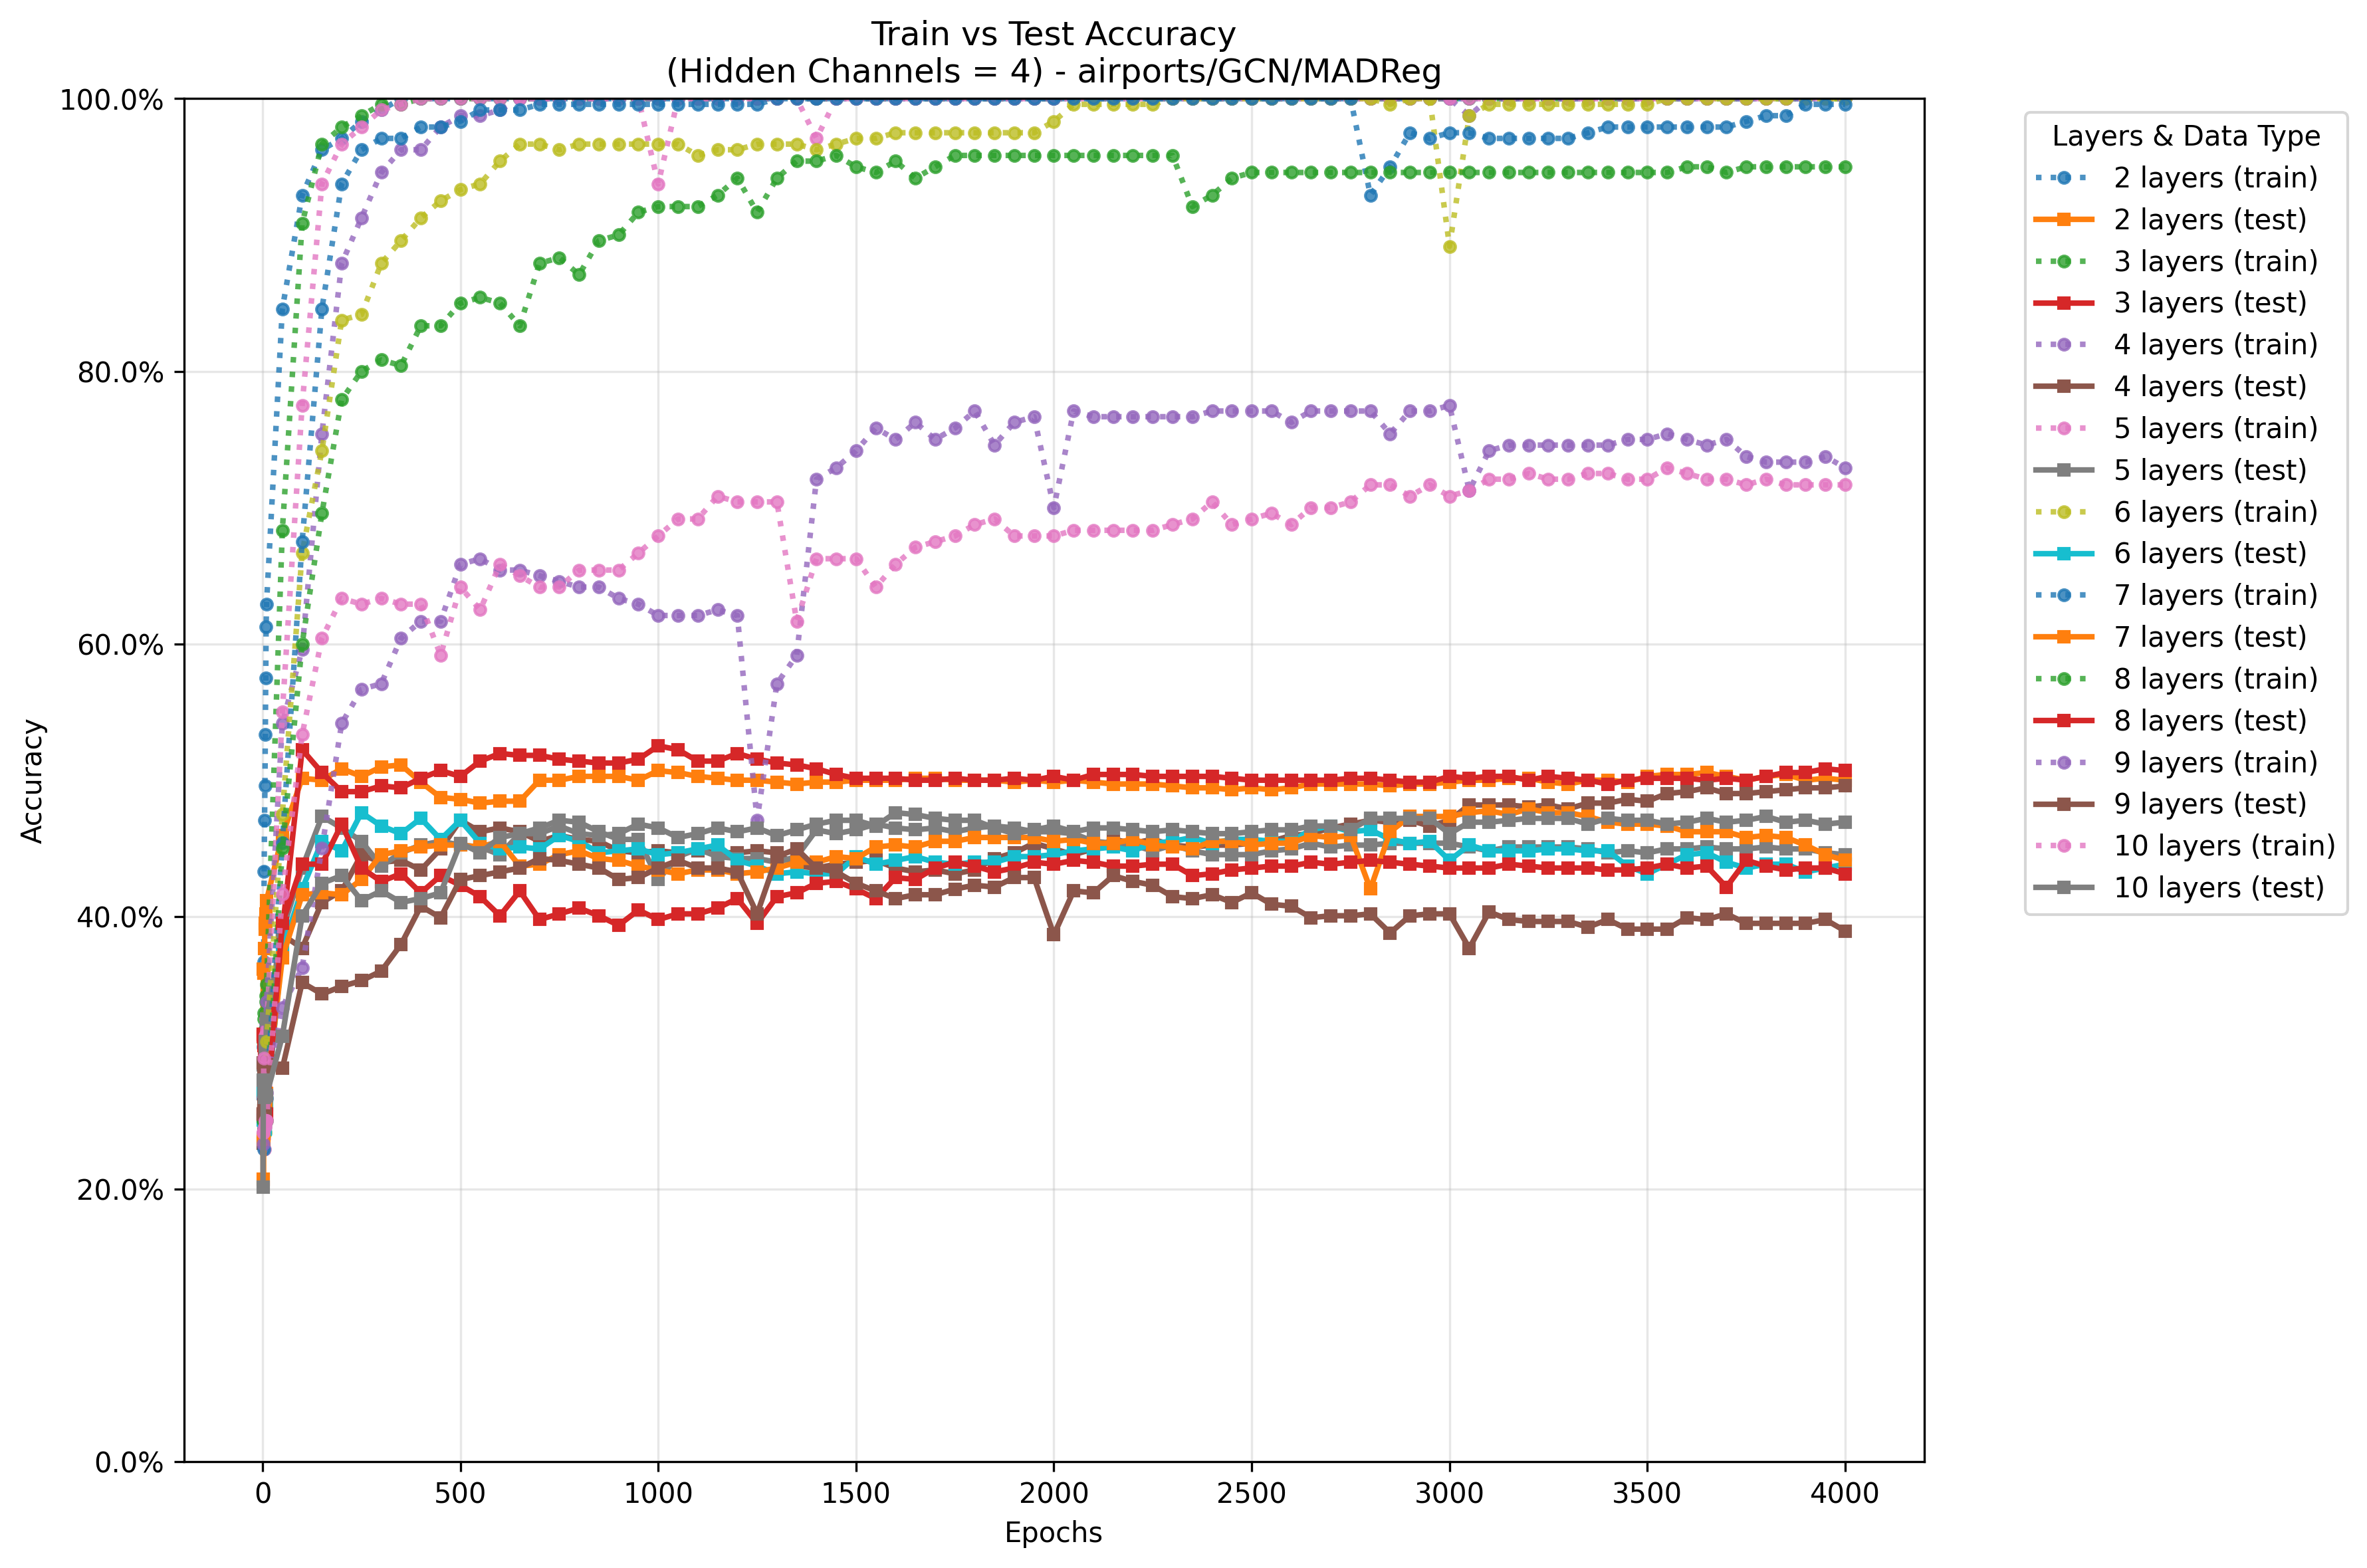 Train vs Test Accuracy
(Hidden Channels = 4) - airports/GCN/MADReg
Accuracy
100.0%
80.0%
60.0%
40.0%
20.0%
0.0%
0
500
1000
1500
2000
2500
3000
3500
4000
Epochs
Layers & Data Type
2 layers (train)
2 layers (test)
3 layers (train)
3 layers (test)
4 layers (train)
4 layers (test)
5 layers (train)
5 layers (test)
6 layers (train)
6 layers (test)
7 layers (train)
7 layers (test)
8 layers (train)
8 layers (test)
9 layers (train)
9 layers (test)
10 layers (train)
10 layers (test)